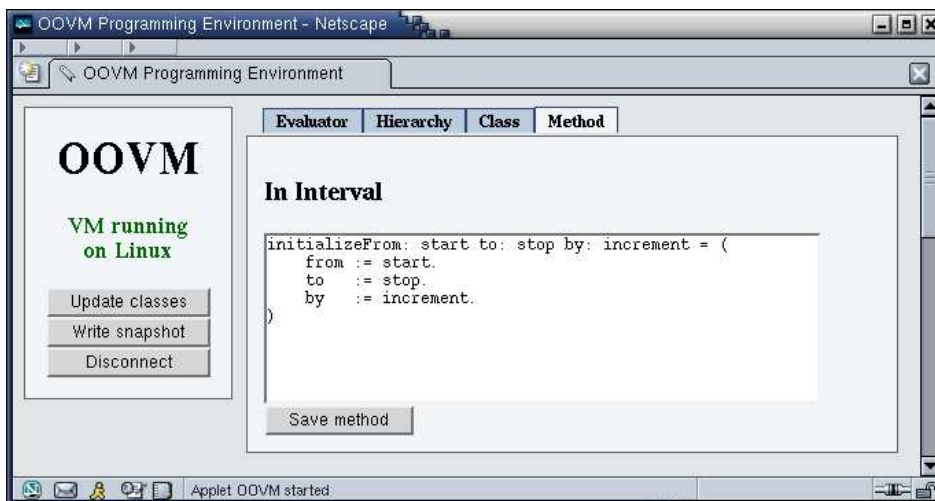 OOVM Programming Environment - Netscape
OOVM Programming Environment
Evaluator Hierarchy Class Method
OOVM
VM running
on Linux
Update classes
Write snapshot
Disconnect
In Interval
initializeFrom: start to: stop by: increment = (
    from := start.
    to   := stop.
    by   := increment.
)
Save method
Applet OOVM started